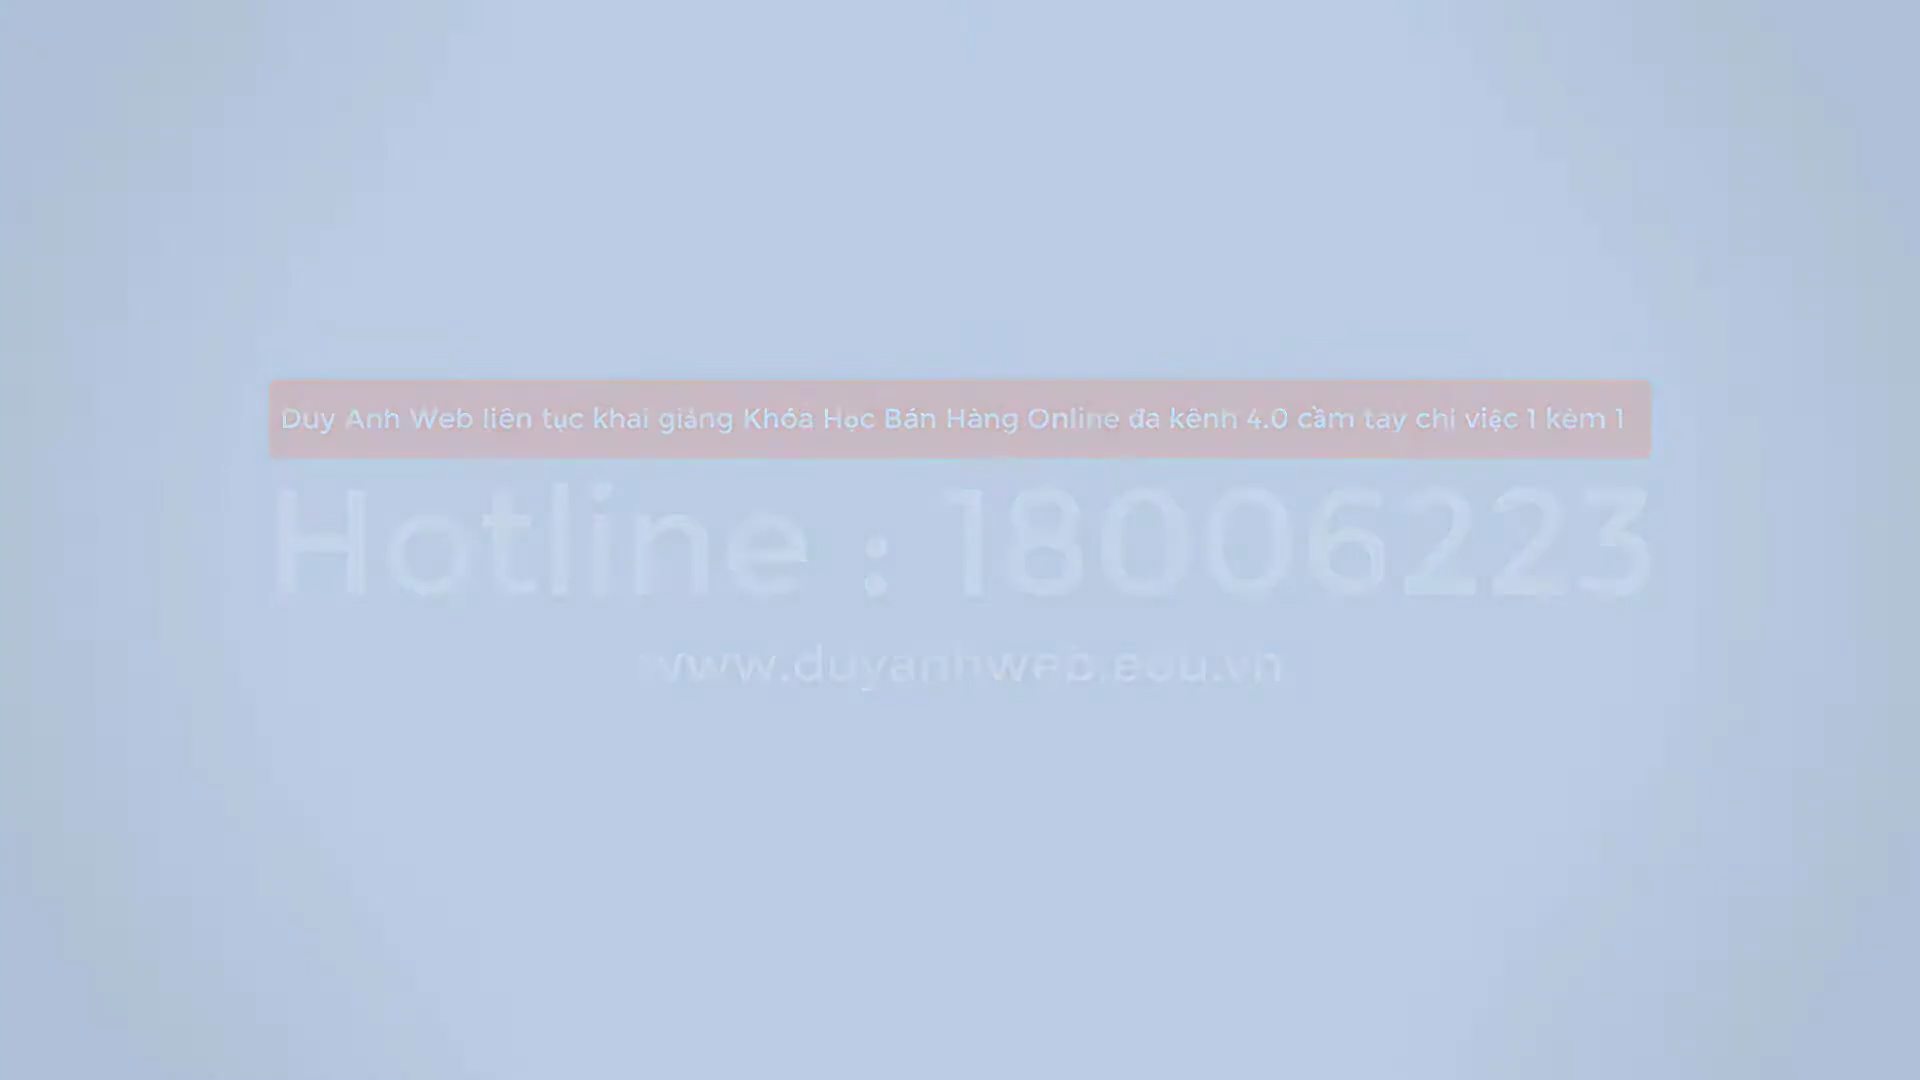 Duy Anh Web liên tục khai giảng Khóa Học Bán Hàng Online đa kênh 4.0 cầm tay chỉ việc 1 kèm 1
Hotline : 18006223
www.duyanhweb.edu.vn